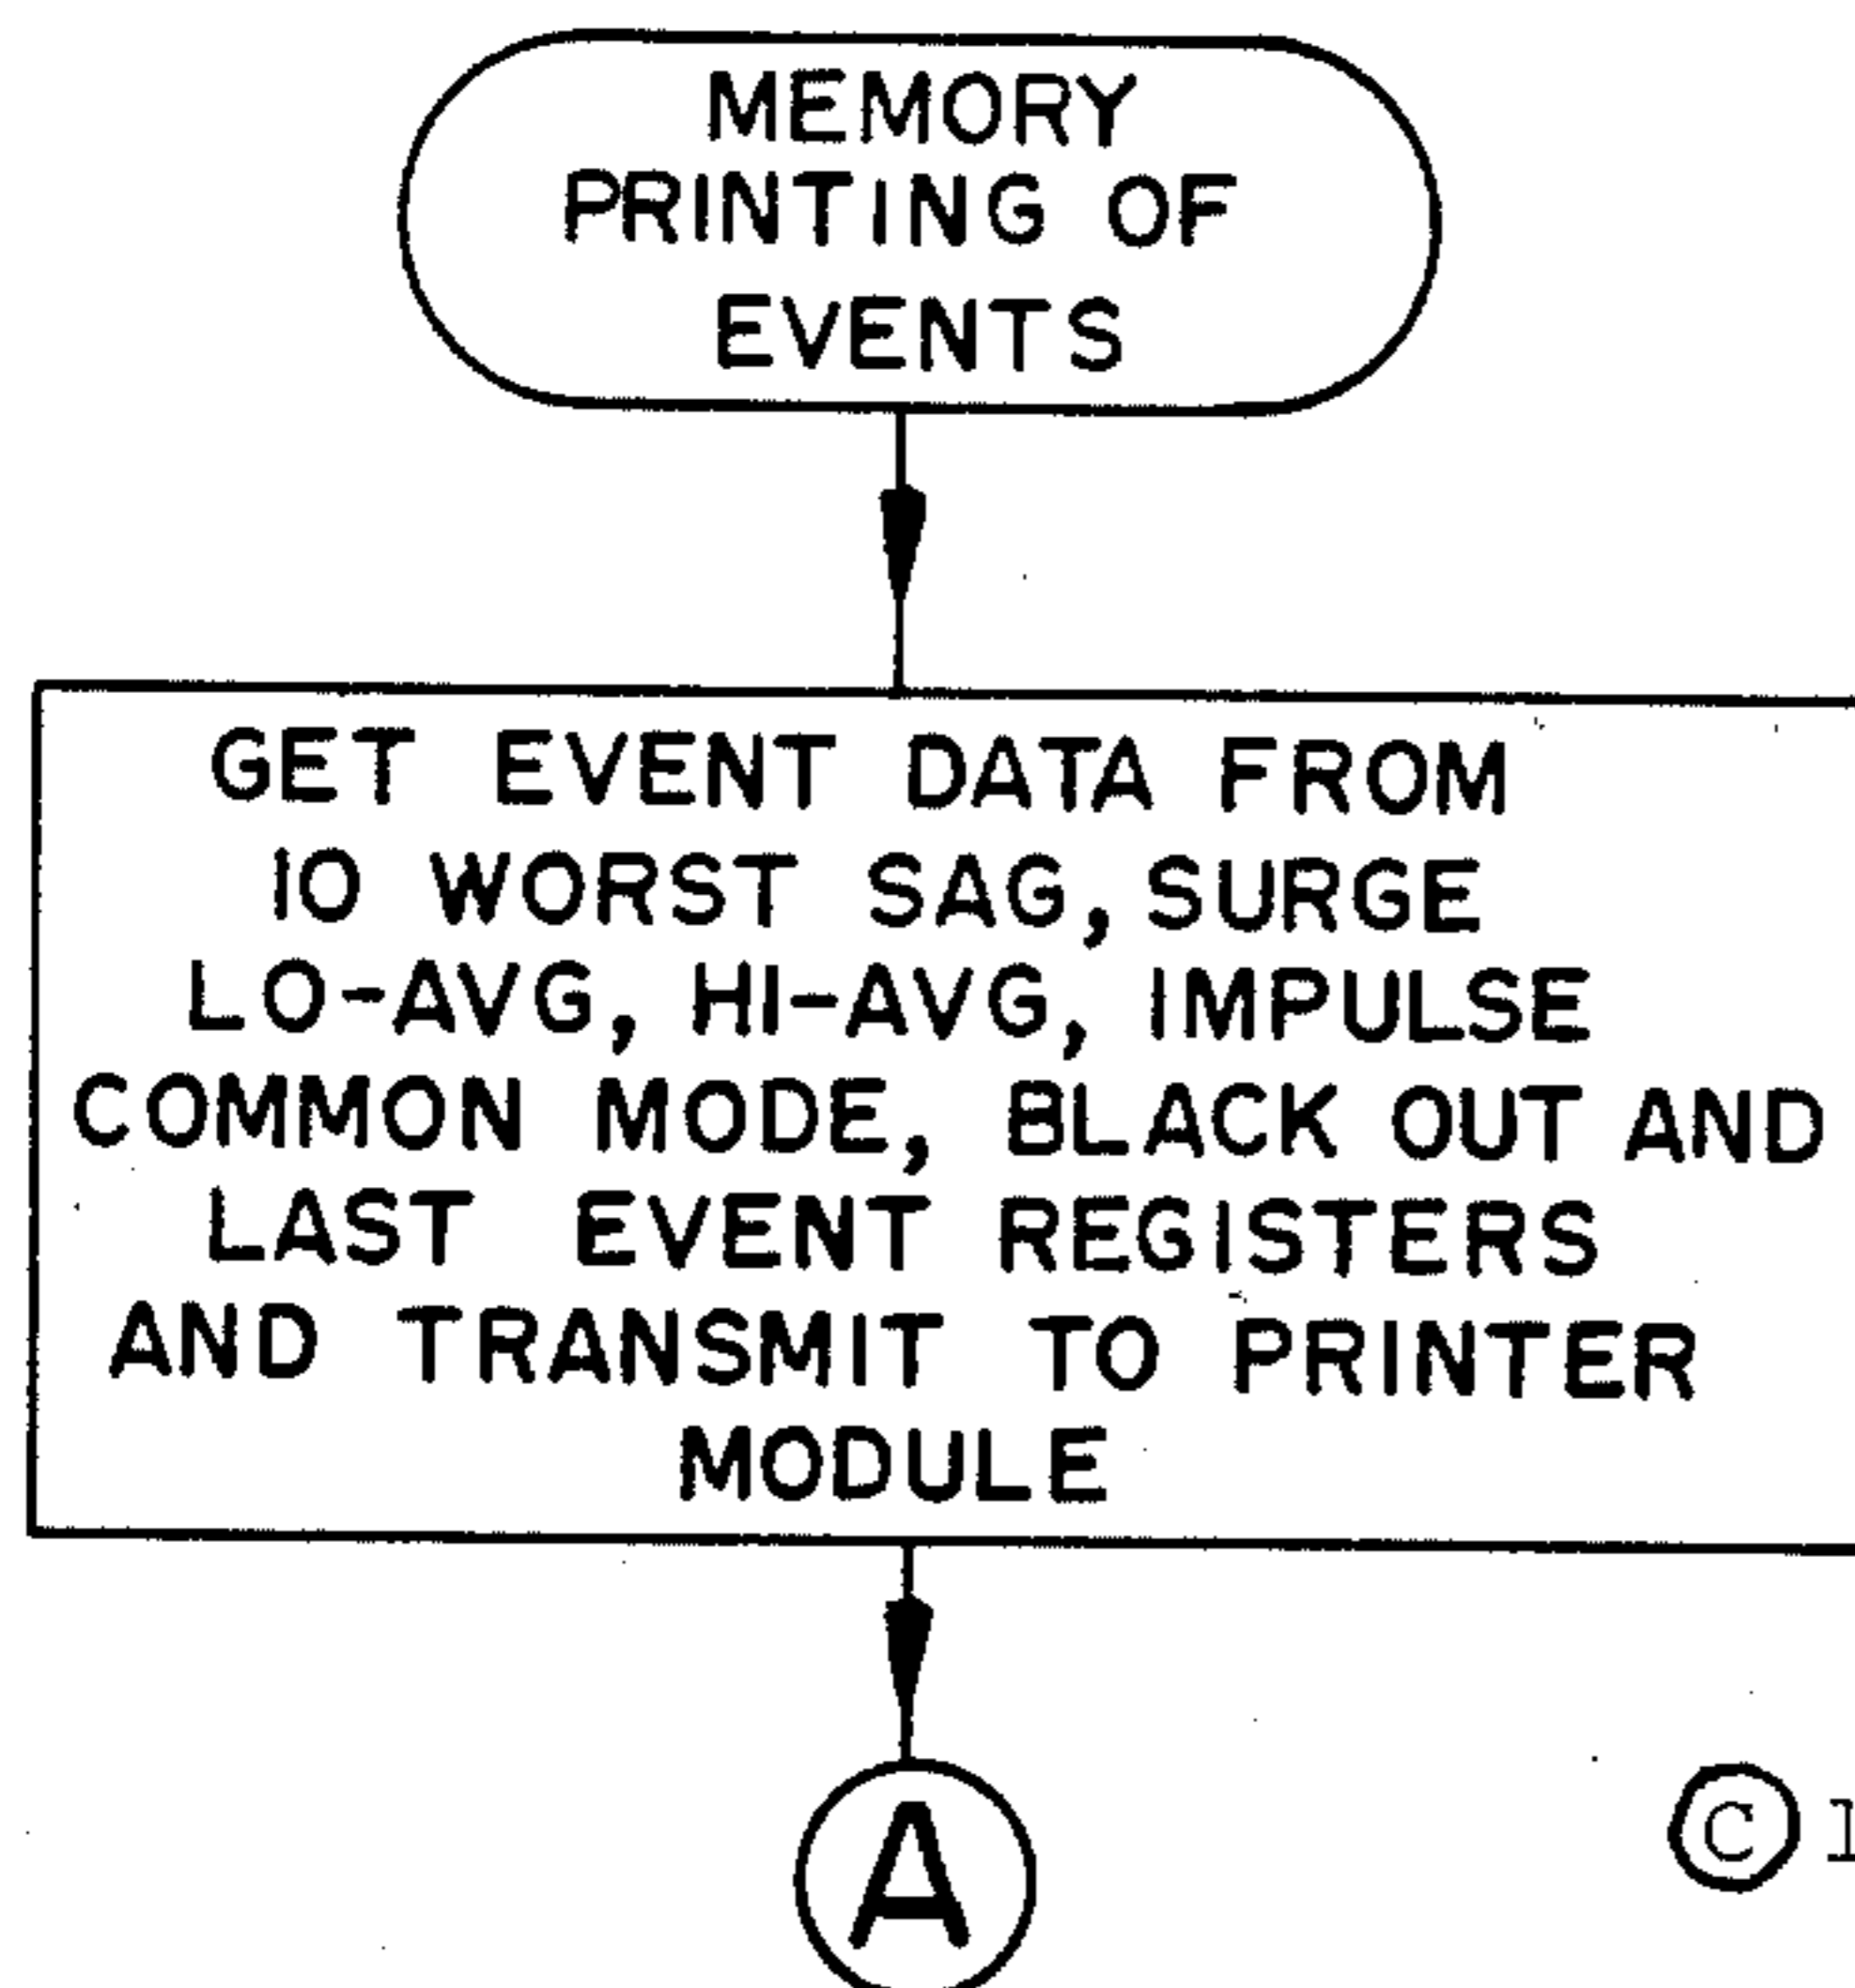 MEMORY
PRINTING OF
EVENTS
GET EVENT DATA FROM
10 WORST SAG, SURGE
LO-AVG, HI-AVG, IMPULSE
COMMON MODE, BLACK OUT AND
LAST EVENT REGISTERS
AND TRANSMIT TO PRINTER
MODULE
A
©